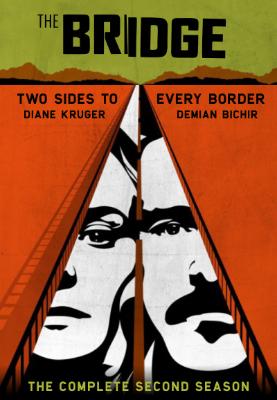 THE BRIDGE
TWO SIDES TO EVERY BORDER
DIANE KRUGER DEMIAN BICHIR
THE COMPLETE SECOND SEASON